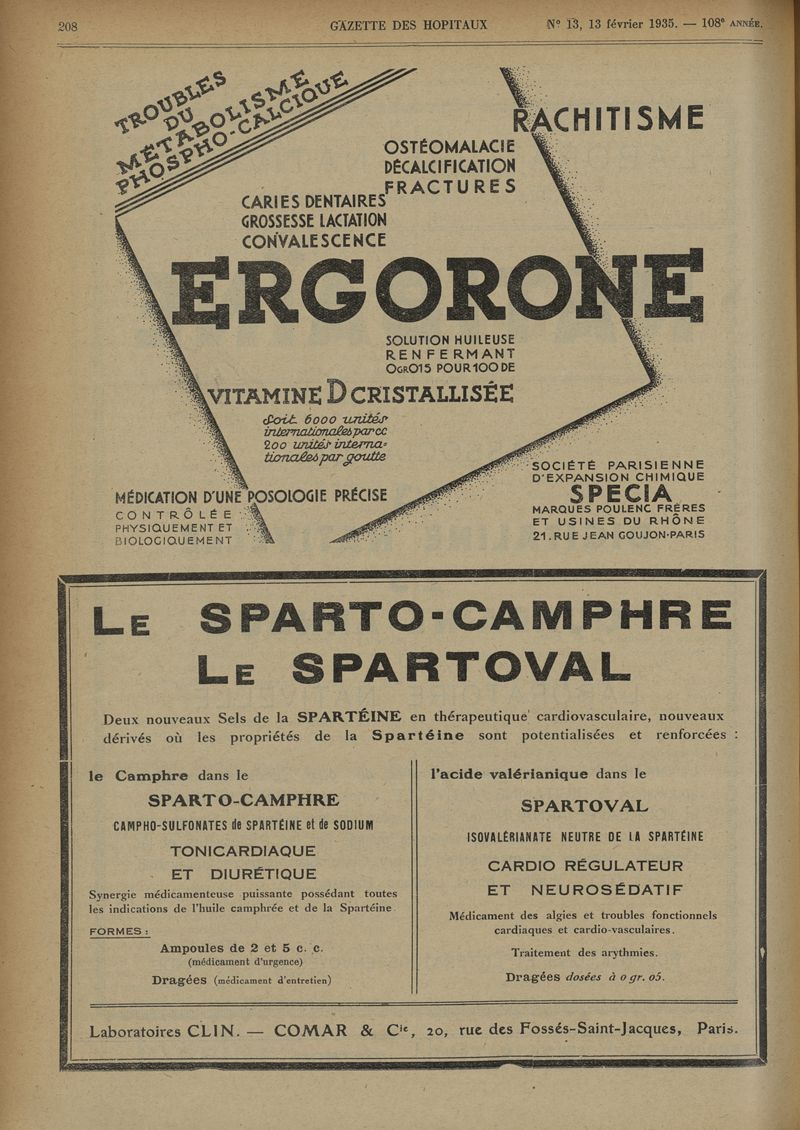 208
GAZETTE DES HOPITAUX
N° 13, 13 février 1935. — 108e ANNÉE.
TROUBLES
DU
MÉTABOLISME
PHOSPHO-CALCIQUE
RACHITISME
OSTÉOMALACIE
DÉCALCIFICATION
FRACTURES
CARIES DENTAIRES
GROSSESSE LACTATION
CONVALESCENCE
ERGORONE
SOLUTION HUILEUSE
RENFERMANT
0GR015 POUR 100 DE
VITAMINE D CRISTALLISÉE
Soit 6000 unités
internationales par cc
200 unités interna-
tionales par goutte
MÉDICATION D'UNE POSOLOGIE PRÉCISE
CONTRÔLÉE
PHYSIQUEMENT ET
BIOLOGIQUEMENT
SOCIÉTÉ PARISIENNE
D'EXPANSION CHIMIQUE
SPECIA
MARQUES POULENC FRÈRES
ET USINES DU RHÔNE
21. RUE JEAN GOUJON-PARIS
LE SPARTO-CAMPHRE
LE SPARTOVAL
Deux nouveaux Sels de la SPARTÉINE en thérapeutique cardiovasculaire, nouveaux
dérivés où les propriétés de la Spartéine sont potentialisées et renforcées :
le Camphre dans le
SPARTO-CAMPHRE
CAMPHO-SULFONATES de SPARTÉINE et de SODIUM
TONICARDIAQUE
ET DIURÉTIQUE
Synergie médicamenteuse puissante possédant toutes
les indications de l'huile camphrée et de la Spartéine.
FORMES :
Ampoules de 2 et 5 c. c.
(médicament d'urgence)
Dragées (médicament d'entretien)
l'acide valérianique dans le
SPARTOVAL
ISOVALÉRIANATE NEUTRE DE LA SPARTÉINE
CARDIO RÉGULATEUR
ET NEUROSÉDATIF
Médicament des algies et troubles fonctionnels
cardiaques et cardio-vasculaires.
Traitement des arythmies.
Dragées dosées à 0 gr. 05.
Laboratoires CLIN. — COMAR & Cie, 20, rue des Fossés-Saint-Jacques, Paris.